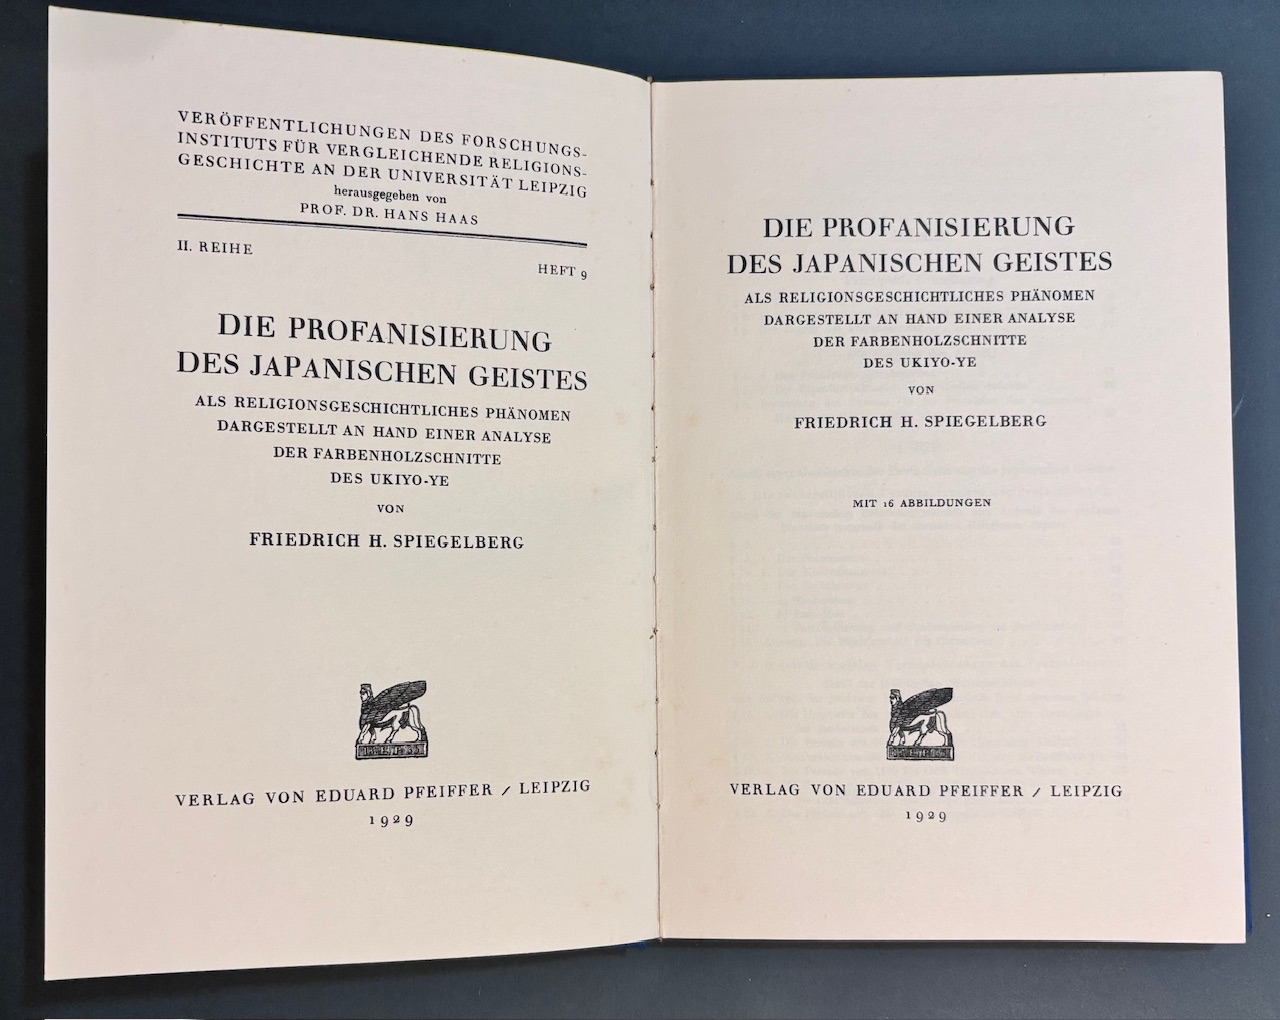 VERÖFFENTLICHUNGEN DES FORSCHUNGS-
INSTITUTS FÜR VERGLEICHENDE RELIGIONS-
GESCHICHTE AN DER UNIVERSITÄT LEIPZIG
herausgegeben von
PROF. DR. HANS HAAS
II. REIHE
HEFT 9
DIE PROFANISIERUNG
DES JAPANISCHEN GEISTES
ALS RELIGIONSGESCHICHTLICHES PHÄNOMEN
DARGESTELLT AN HAND EINER ANALYSE
DER FARBENHOLZSCHNITTE
DES UKIYO-YE
VON
FRIEDRICH H. SPIEGELBERG
VERLAG VON EDUARD PFEIFFER / LEIPZIG
1929
DIE PROFANISIERUNG
DES JAPANISCHEN GEISTES
ALS RELIGIONSGESCHICHTLICHES PHÄNOMEN
DARGESTELLT AN HAND EINER ANALYSE
DER FARBENHOLZSCHNITTE
DES UKIYO-YE
VON
FRIEDRICH H. SPIEGELBERG
MIT 16 ABBILDUNGEN
VERLAG VON EDUARD PFEIFFER / LEIPZIG
1929